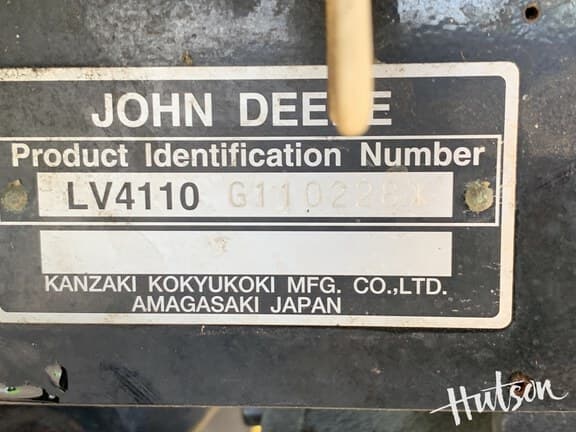 JOHN DEERE
Product Identification Number
LV4110
KANZAKI KOKYUKOKI MFG. CO.,LTD.
AMAGASAKI JAPAN
Hutson